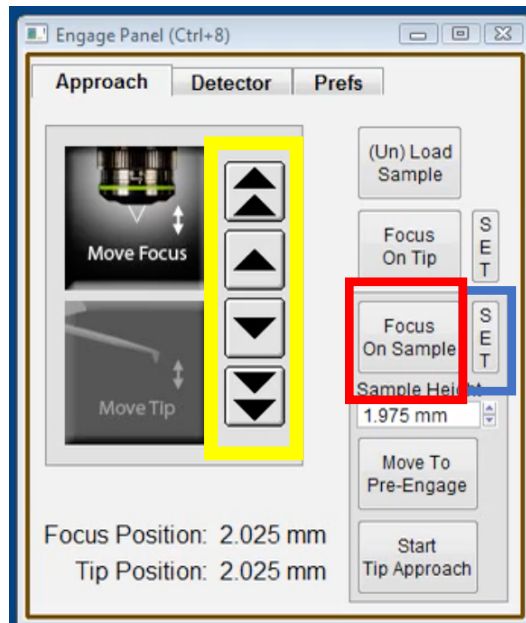 Engage Panel (Ctrl+8)
Approach Detector Prefs
Move Focus
Move Tip
(Un) Load
Sample
Focus
On Tip
SET
Focus
On Sample
SET
Sample Height
1.975 mm
Move To
Pre-Engage
Start
Tip Approach
Focus Position: 2.025 mm
Tip Position: 2.025 mm